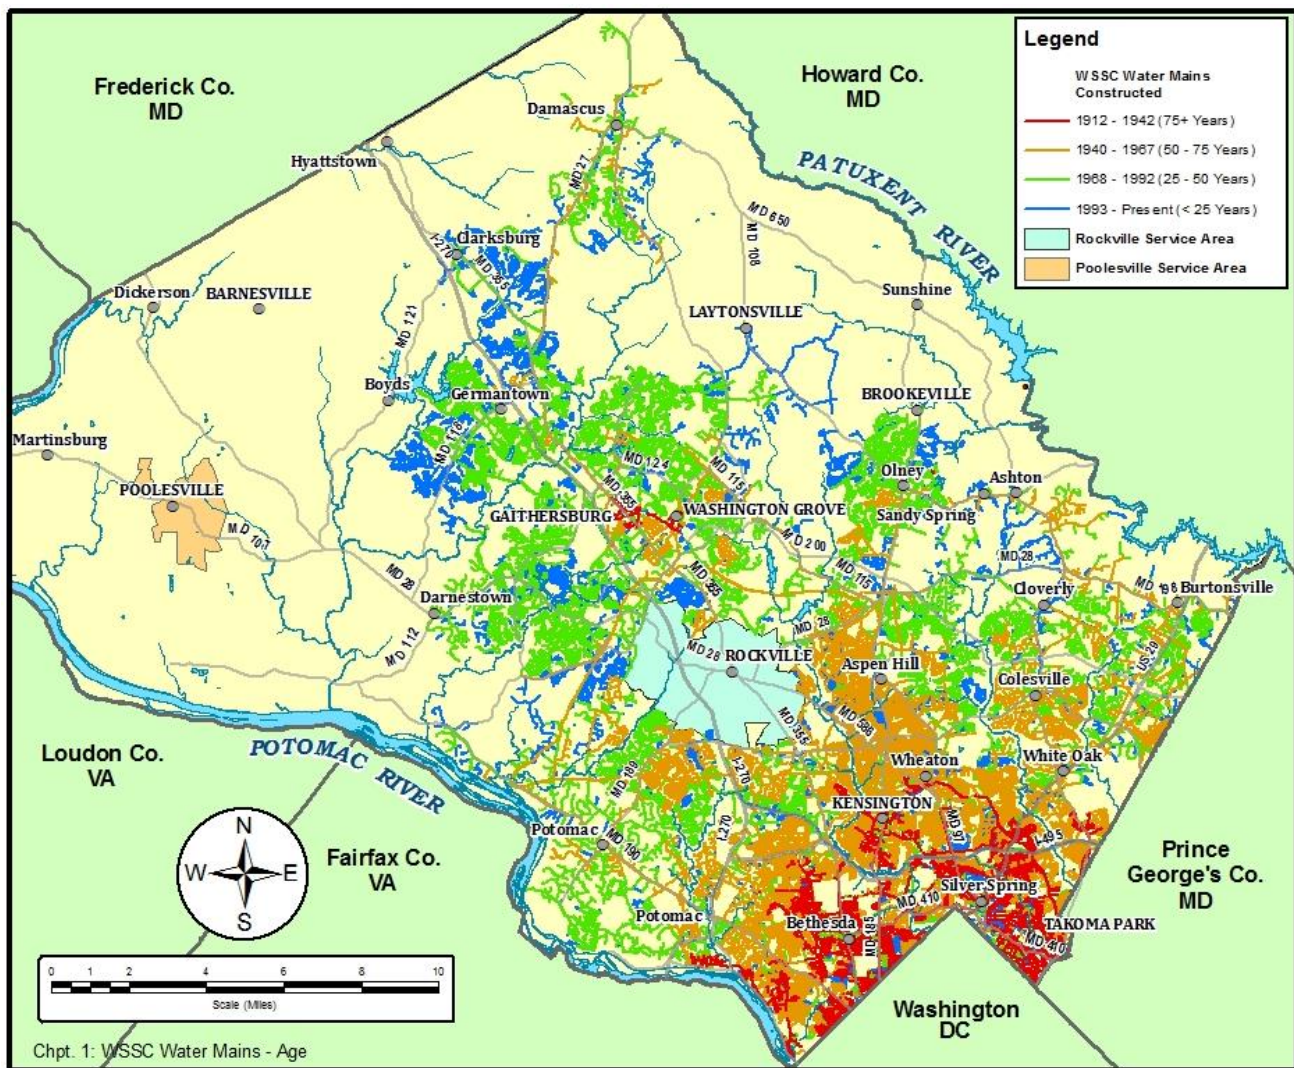 Legend
WSSC Water Mains
Constructed
1912 - 1942 (75+ Years)
1940 - 1967 (50 - 75 Years)
1968 - 1992 (25 - 50 Years)
1993 - Present (< 25 Years)
Rockville Service Area
Poolesville Service Area
Frederick Co.
MD
Howard Co.
MD
Damascus
Hyattstown
MD 27
PATUXENT RIVER
MD 650
MD 108
I-270
Clarksburg
MD 355
Dickerson
BARNESVILLE
MD 121
LAYTONSVILLE
Sunshine
Boyds
Germantown
BROOKEVILLE
Martinsburg
MD 118
MD 124
MD 115
Olney
Ashton
POOLESVILLE
MD 355
GAITHERSBURG
WASHINGTON GROVE
Sandy Spring
MD 107
MD 200
MD 28
MD 28
MD 115
MD 355
Darnestown
Cloverly
MD 198
Burtonsville
MD 112
MD 28
MD 28
ROCKVILLE
Aspen Hill
US 29
Colesville
MD 355
MD 586
Loudon Co.
VA
POTOMAC RIVER
MD 189
I-270
Wheaton
White Oak
KENSINGTON
MD 97
I-495
Potomac
MD 190
I-270
Fairfax Co.
VA
Prince
George's Co.
MD
N
W
E
S
Silver Spring
MD 410
Potomac
Bethesda
MD 185
TAKOMA PARK
MD 410
Washington
DC
0 1 2 4 6 8 10
Scale (Miles)
Chpt. 1: WSSC Water Mains - Age